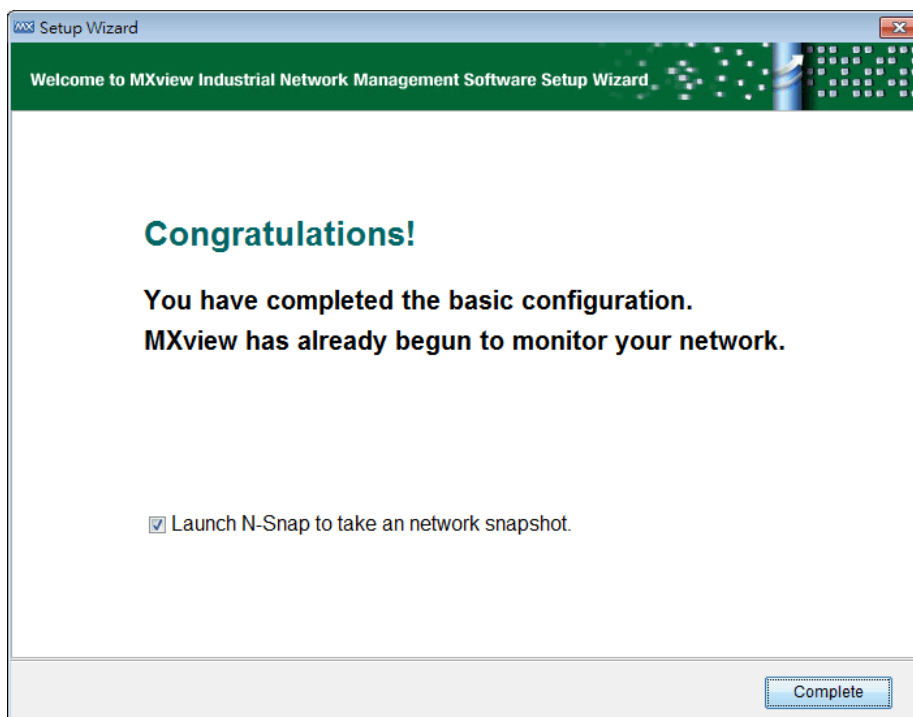 MX Setup Wizard
Welcome to MXview Industrial Network Management Software Setup Wizard
Congratulations!
You have completed the basic configuration.
MXview has already begun to monitor your network.
Launch N-Snap to take an network snapshot.
Complete